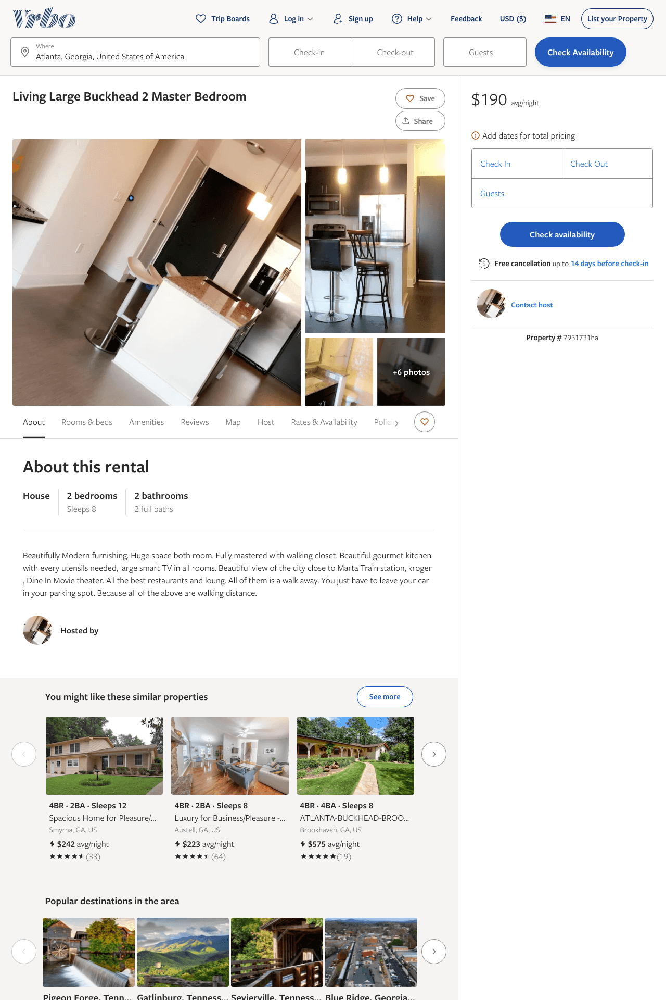 Vrbo
Trip Boards
Log in
Sign up
Help
Feedback
USD ($)
EN
List your Property
Where
Atlanta, Georgia, United States of America
Check-in
Check-out
Guests
Check Availability
Living Large Buckhead 2 Master Bedroom
Save
Share
$190 avg/night
Add dates for total pricing
Check In
Check Out
Guests
Check availability
Free cancellation up to 14 days before check-in
Contact host
Property # 7931731ha
+6 photos
About
Rooms & beds
Amenities
Reviews
Map
Host
Rates & Availability
About this rental
House
2 bedrooms
Sleeps 8
2 bathrooms
2 full baths
Beautifully Modern furnishing. Huge space both room. Fully mastered with walking closet. Beautiful gourmet kitchen
with every utensils needed, large smart TV in all rooms. Beautiful view of the city close to Marta Train station, kroger
, Dine In Movie theater. All the best restaurants and loung. All of them is a walk away. You just have to leave your car
in your parking spot. Because all of the above are walking distance.
Hosted by
You might like these similar properties
See more
4BR · 2BA · Sleeps 12
Spacious Home for Pleasure/...
Smyrna, GA, US
$242 avg/night
(33)
4BR · 2BA · Sleeps 8
Luxury for Business/Pleasure -...
Austell, GA, US
$223 avg/night
(64)
4BR · 4BA · Sleeps 8
ATLANTA-BUCKHEAD-BROO...
Brookhaven, GA, US
$575 avg/night
(19)
Popular destinations in the area
Pigeon Forge, Tenn...
Gatlinburg, Tenness...
Sevierville, Tenness...
Blue Ridge, Georgia...